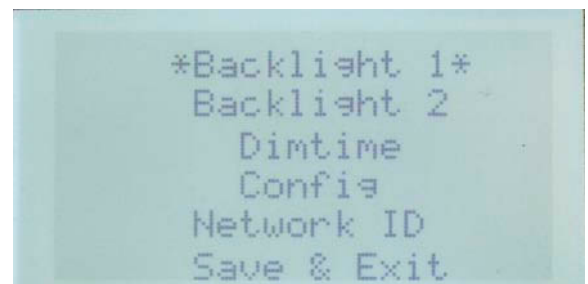 *Backlight 1*
Backlight 2
Dimtime
Config
Network ID
Save & Exit